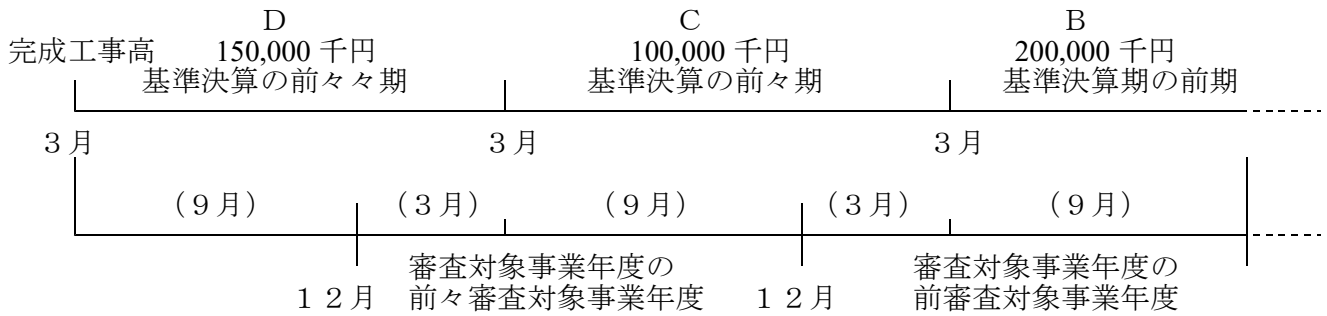 D C B
完成工事高 150,000 千円 100,000 千円 200,000 千円
基準決算の前々々期 基準決算の前々期 基準決算期の前期
３月 ３月 ３月
（９月） （３月） （９月） （３月） （９月）
審査対象事業年度の 審査対象事業年度の
１２月 前々審査対象事業年度 １２月 前審査対象事業年度